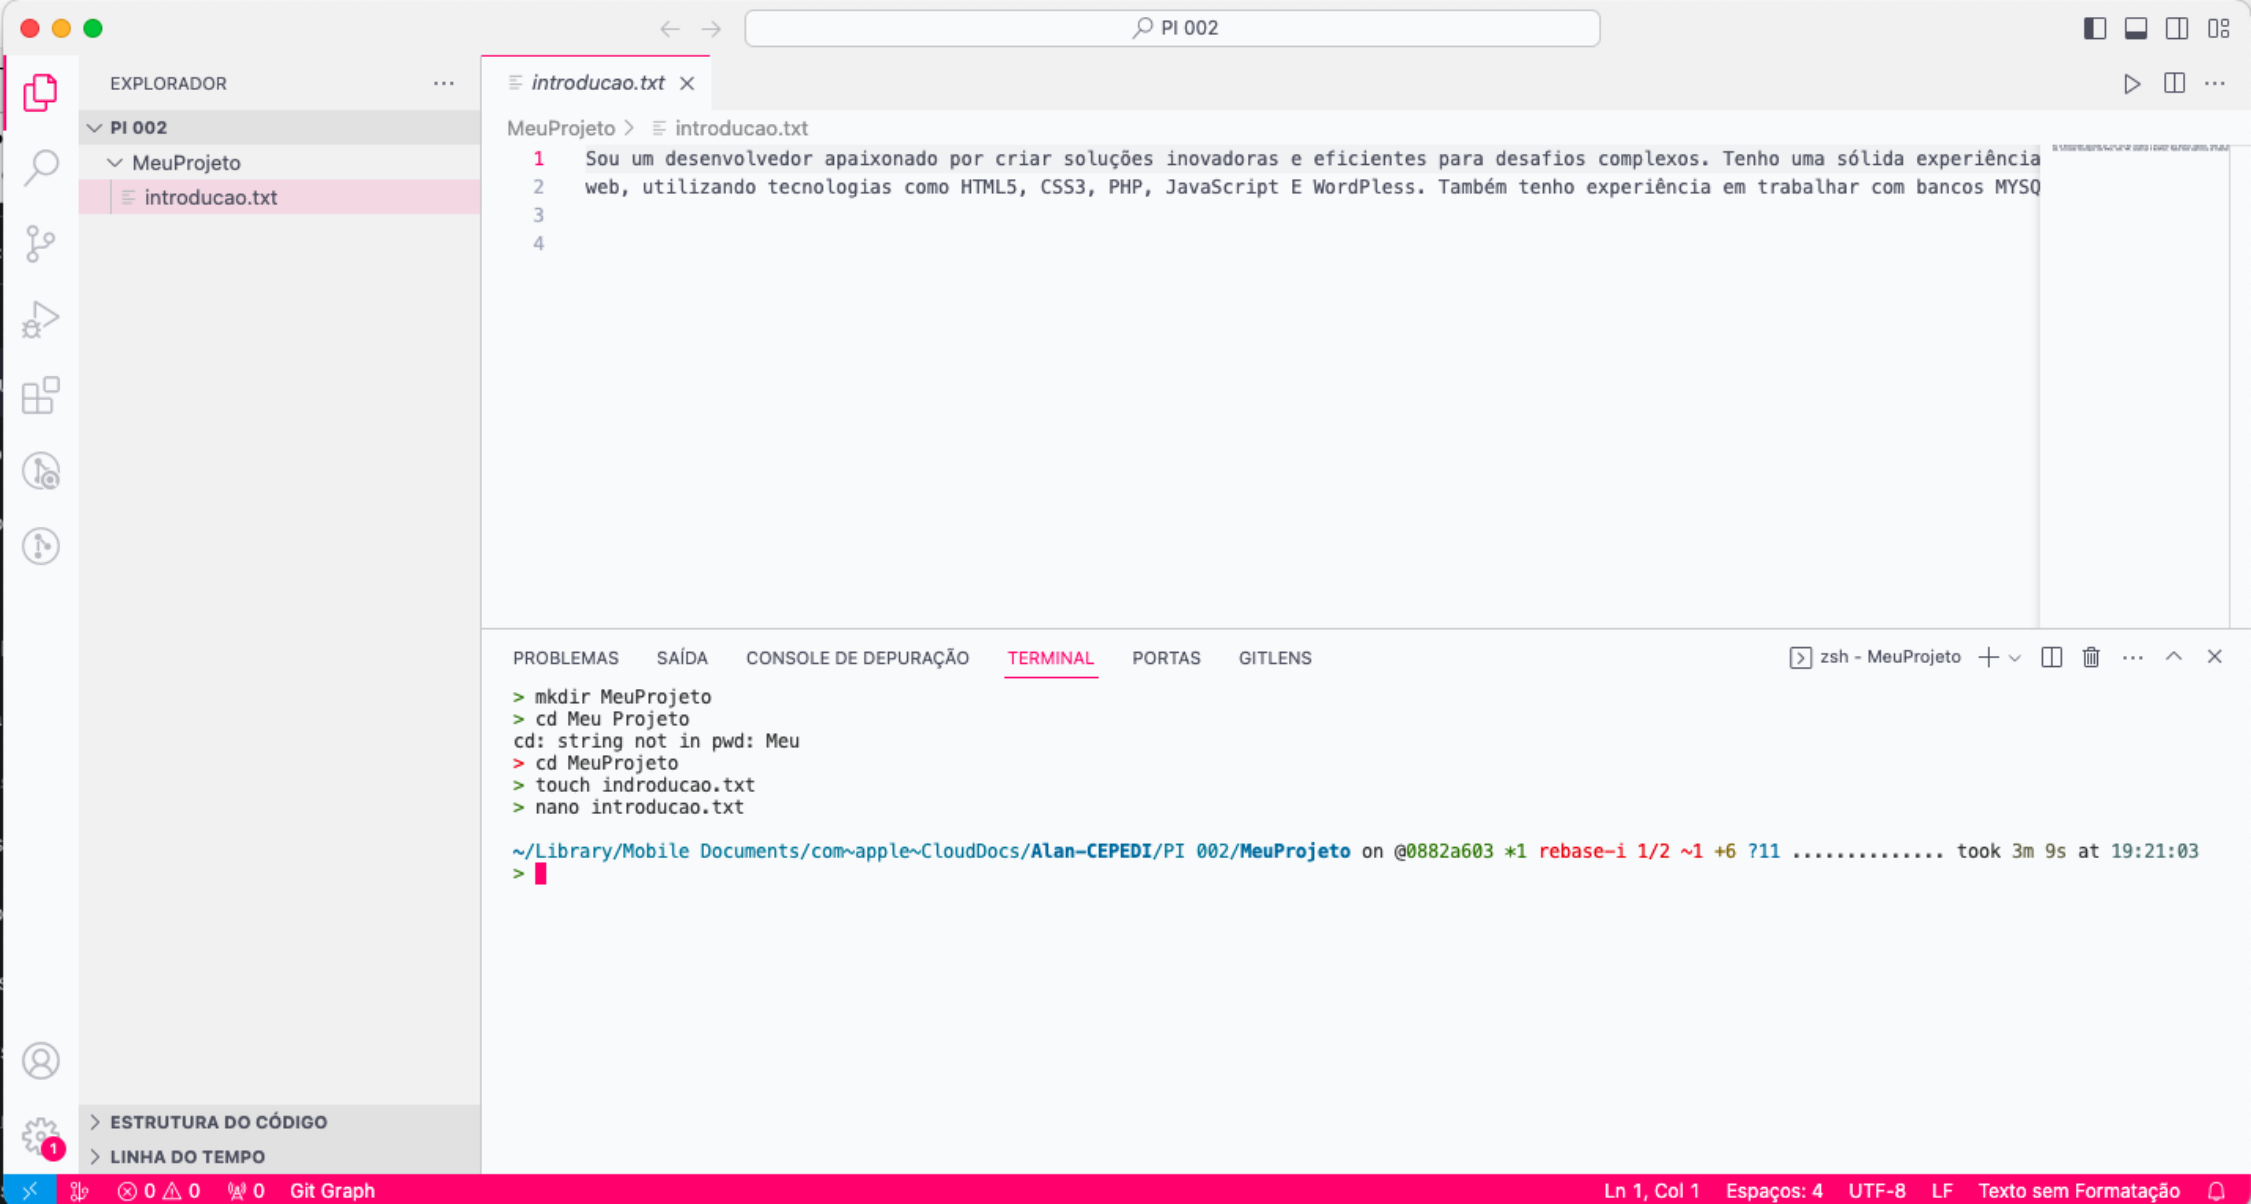 PI 002
EXPLORADOR
PI 002
MeuProjeto
introducao.txt
introducao.txt
MeuProjeto > introducao.txt
1 Sou um desenvolvedor apaixonado por criar soluções inovadoras e eficientes para desafios complexos. Tenho uma sólida experiência
2 web, utilizando tecnologias como HTML5, CSS3, PHP, JavaScript E WordPless. Também tenho experiência em trabalhar com bancos MYSQ
3
4
PROBLEMAS SAÍDA CONSOLE DE DEPURAÇÃO TERMINAL PORTAS GITLENS zsh - MeuProjeto
> mkdir MeuProjeto
> cd Meu Projeto
cd: string not in pwd: Meu
> cd MeuProjeto
> touch indroducao.txt
> nano introducao.txt
~/Library/Mobile Documents/com~apple~CloudDocs/Alan-CEPEDI/PI 002/MeuProjeto on @0882a603 *1 rebase-i 1/2 ~1 +6 ?11 .............. took 3m 9s at 19:21:03
>
ESTRUTURA DO CÓDIGO
LINHA DO TEMPO
1
0 0 0 Git Graph Ln 1, Col 1 Espaços: 4 UTF-8 LF Texto sem Formatação